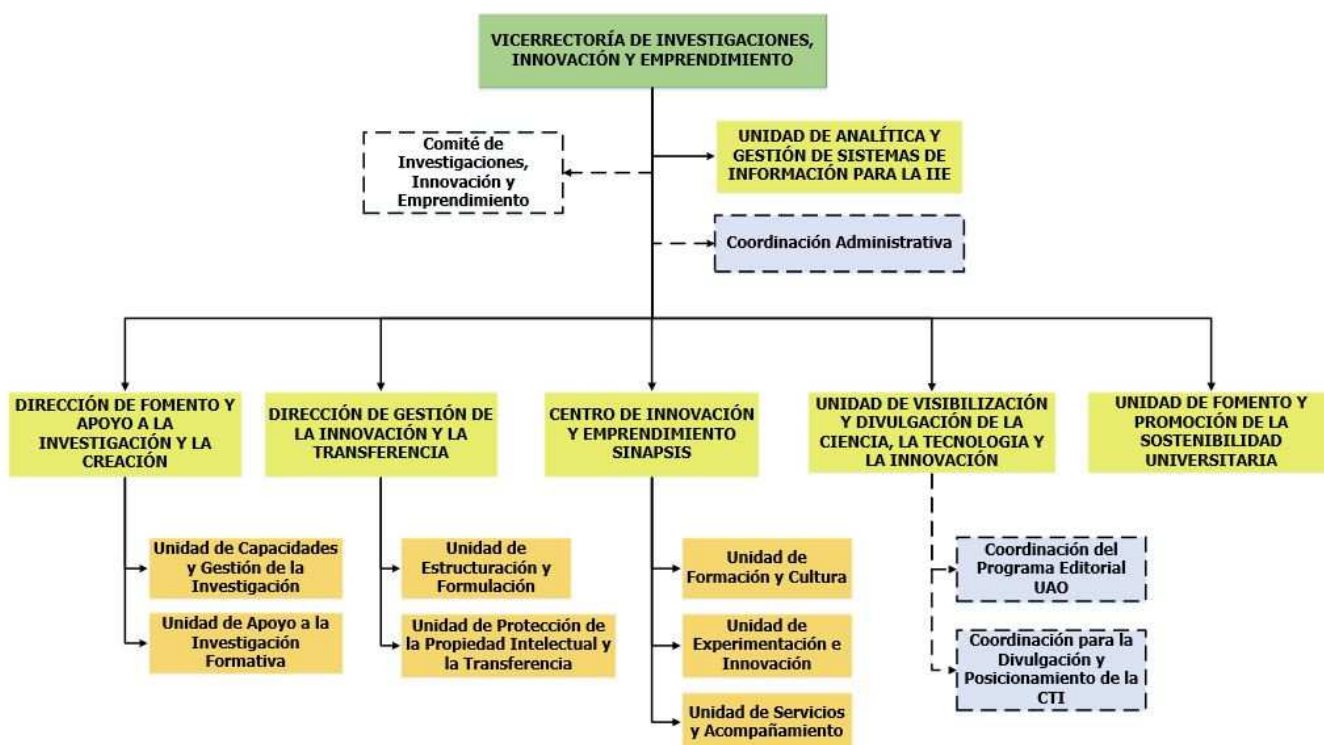 VICERRECTORÍA DE INVESTIGACIONES,
INNOVACIÓN Y EMPRENDIMIENTO
Comité de
Investigaciones,
Innovación y
Emprendimiento
UNIDAD DE ANALÍTICA Y
GESTIÓN DE SISTEMAS DE
INFORMACIÓN PARA LA IIE
Coordinación Administrativa
DIRECCIÓN DE FOMENTO Y
APOYO A LA
INVESTIGACIÓN Y LA
CREACIÓN
DIRECCIÓN DE GESTIÓN DE
LA INNOVACIÓN Y LA
TRANSFERENCIA
CENTRO DE INNOVACIÓN
Y EMPRENDIMIENTO
SINAPSIS
UNIDAD DE VISIBILIZACIÓN
Y DIVULGACIÓN DE LA
CIENCIA, LA TECNOLOGIA Y
LA INNOVACIÓN
UNIDAD DE FOMENTO Y
PROMOCIÓN DE LA
SOSTENIBILIDAD
UNIVERSITARIA
Unidad de Capacidades
y Gestión de la
Investigación
Unidad de Apoyo a la
Investigación
Formativa
Unidad de
Estructuración y
Formulación
Unidad de Protección de
la Propiedad Intelectual y
la Transferencia
Unidad de
Formación y Cultura
Unidad de
Experimentación e
Innovación
Unidad de Servicios y
Acompañamiento
Coordinación del
Programa Editorial
UAO
Coordinación para la
Divulgación y
Posicionamiento de la
CTI